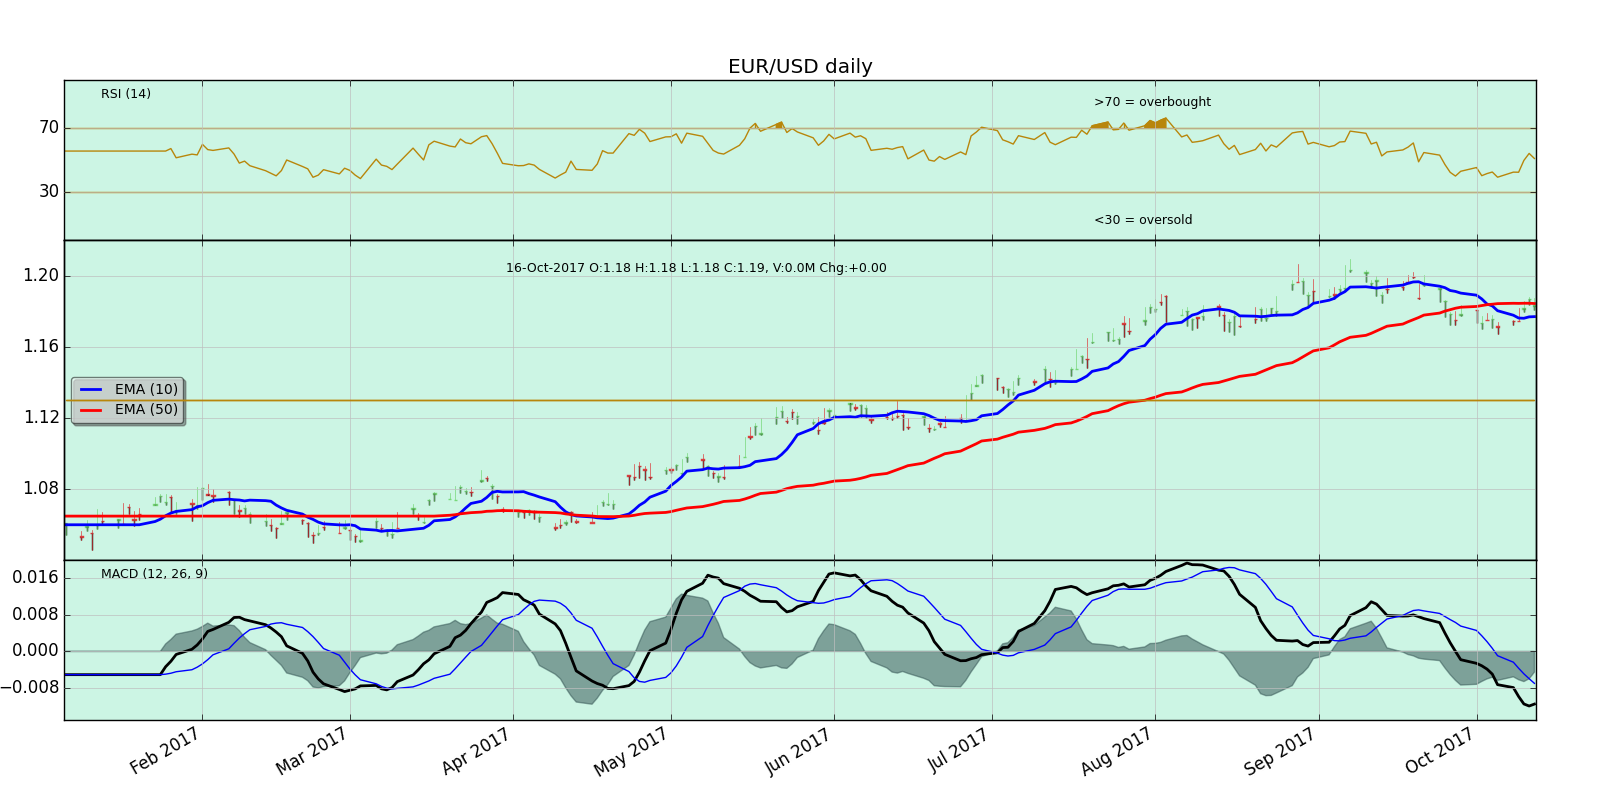 EUR/USD daily
RSI (14)
>70 = overbought
70
30
<30 = oversold
16-Oct-2017 O:1.18 H:1.18 L:1.18 C:1.19, V:0.0M Chg:+0.00
1.20
1.16
1.12
1.08
EMA (10)
EMA (50)
MACD (12, 26, 9)
0.016
0.008
0.000
−0.008
Feb 2017
Mar 2017
Apr 2017
May 2017
Jun 2017
Jul 2017
Aug 2017
Sep 2017
Oct 2017